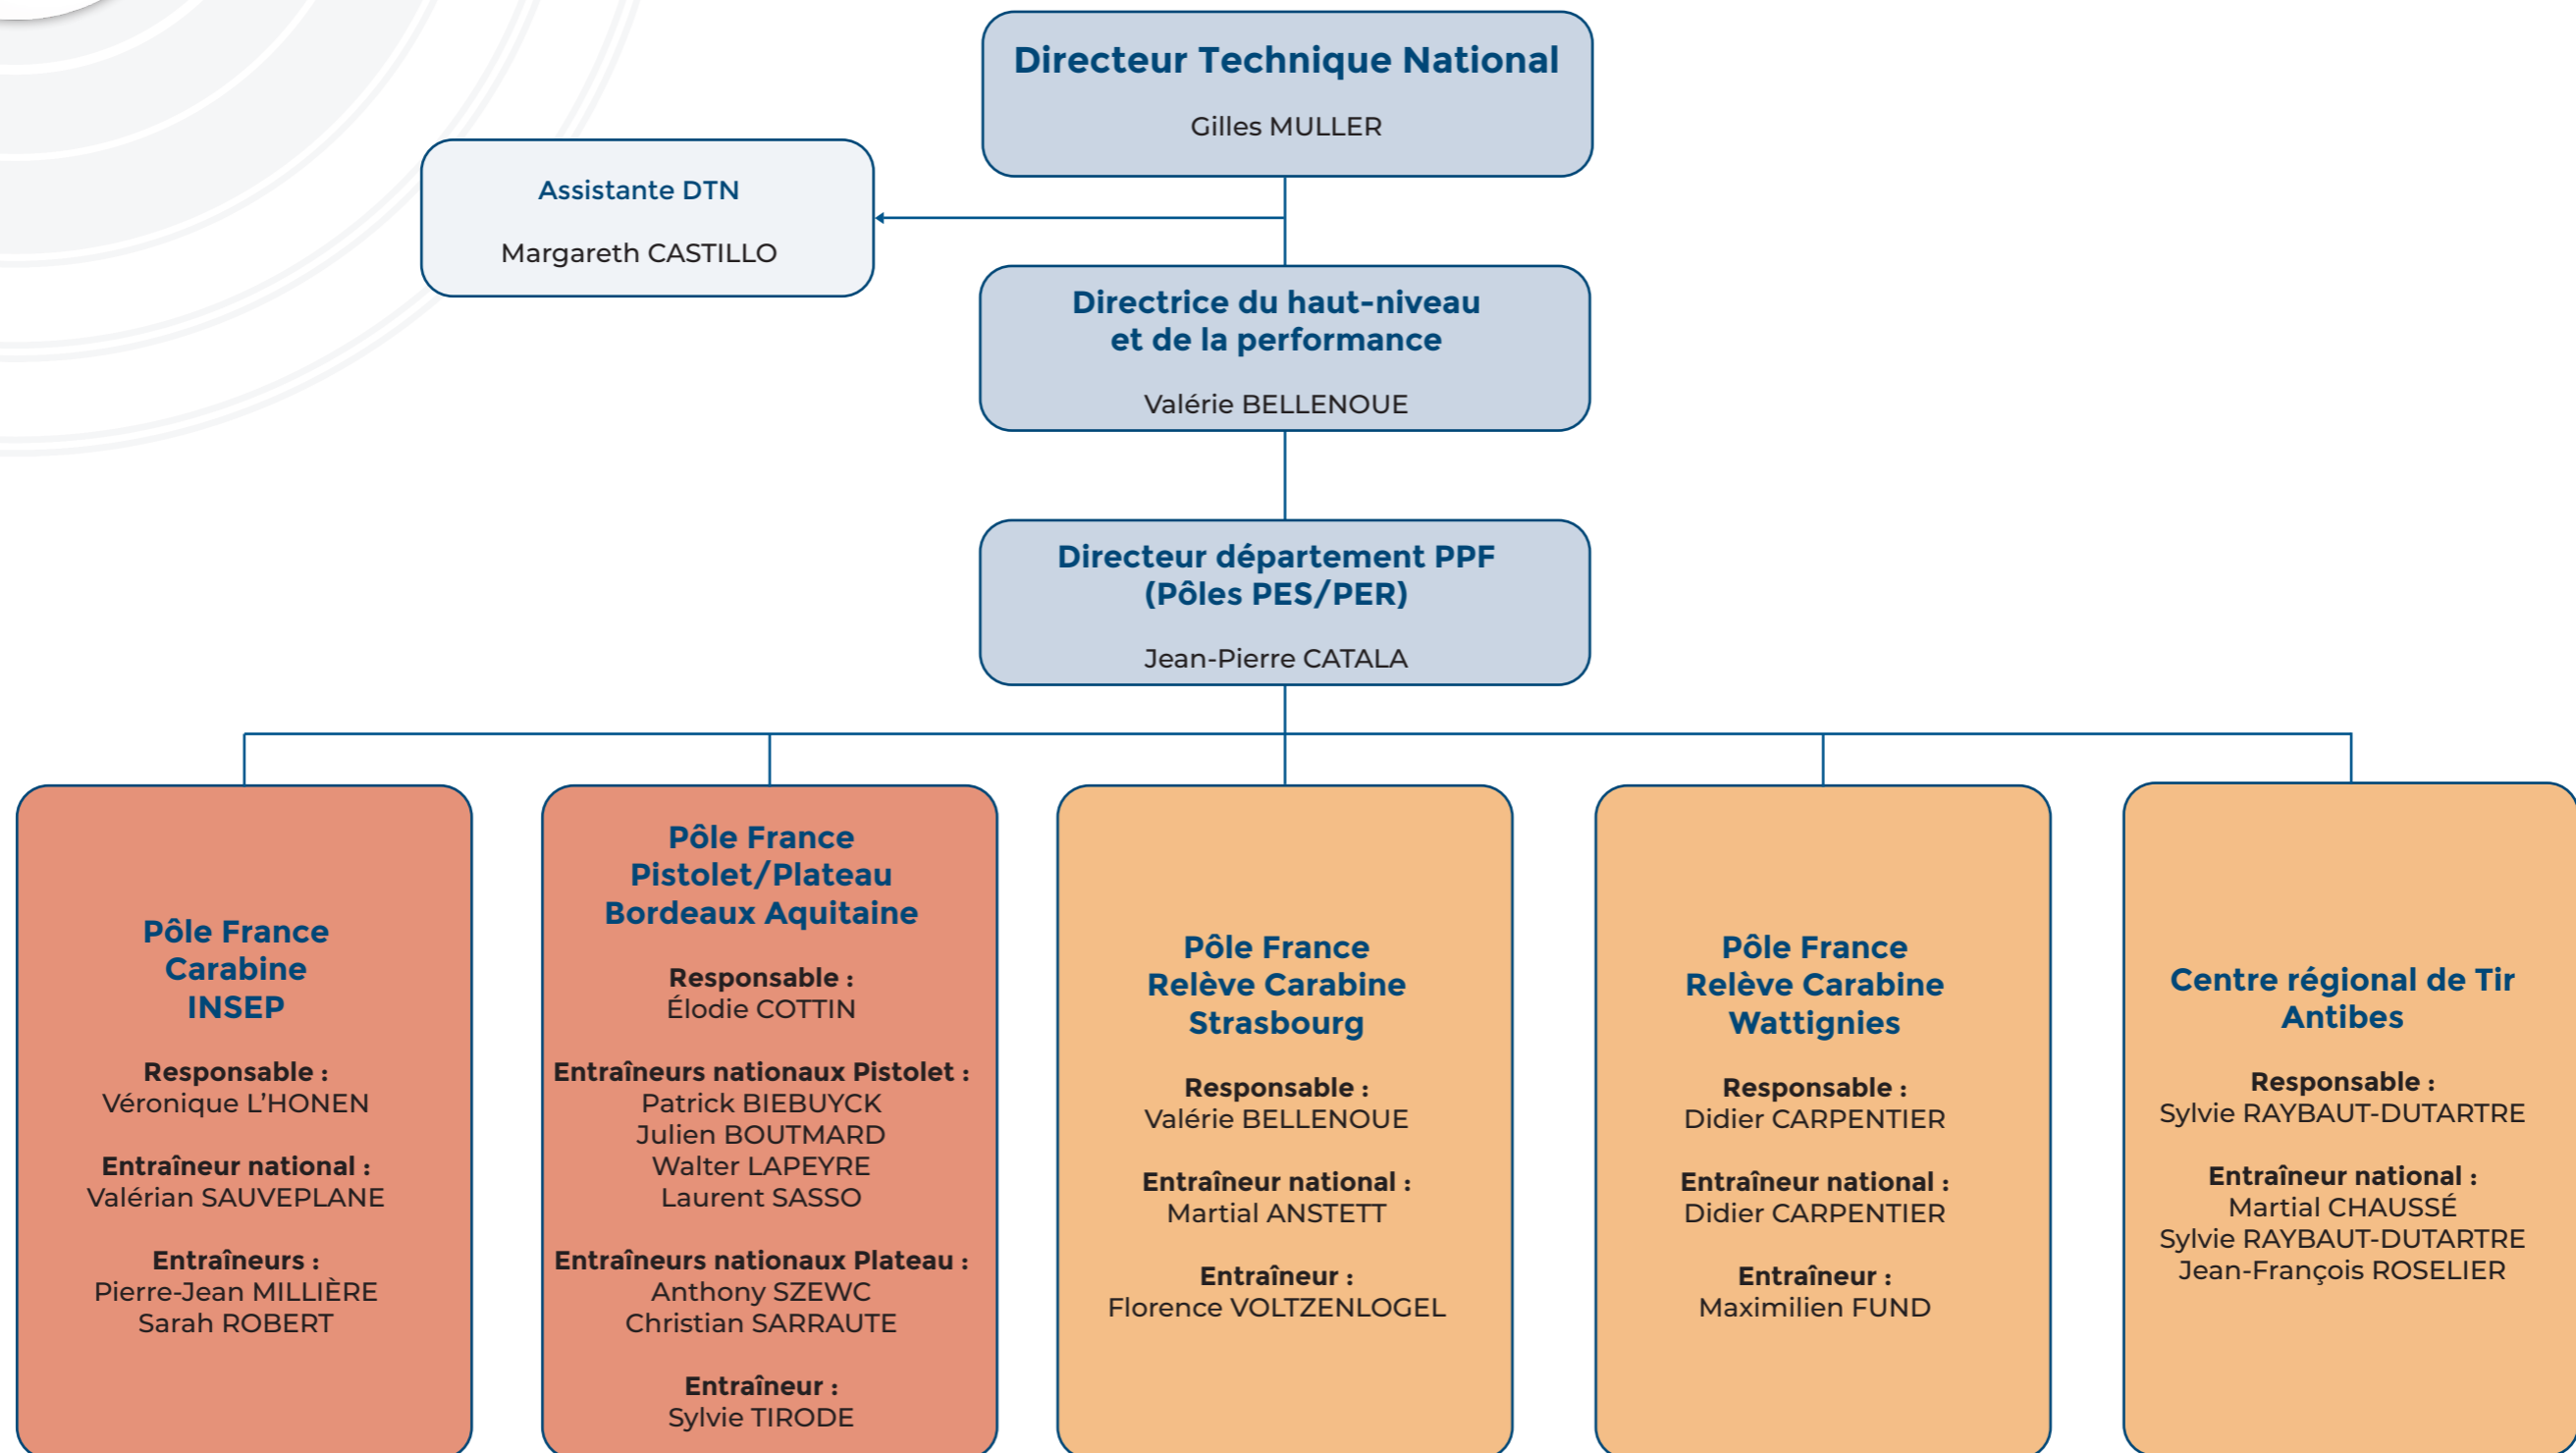 Directeur Technique National
Gilles MULLER
Assistante DTN
Margareth CASTILLO
Directrice du haut-niveau
et de la performance
Valérie BELLENOUE
Directeur département PPF
(Pôles PES/PER)
Jean-Pierre CATALA
Pôle France
Carabine
INSEP
Responsable :
Véronique L’HONEN
Entraîneur national :
Valérian SAUVEPLANE
Entraîneurs :
Pierre-Jean MILLIÈRE
Sarah ROBERT
Pôle France
Pistolet/Plateau
Bordeaux Aquitaine
Responsable :
Élodie COTTIN
Entraîneurs nationaux Pistolet :
Patrick BIEBUYCK
Julien BOUTMARD
Walter LAPEYRE
Laurent SASSO
Entraîneurs nationaux Plateau :
Anthony SZEWC
Christian SARRAUTE
Entraîneur :
Sylvie TIRODE
Pôle France
Relève Carabine
Strasbourg
Responsable :
Valérie BELLENOUE
Entraîneur national :
Martial ANSTETT
Entraîneur :
Florence VOLTZENLOGEL
Pôle France
Relève Carabine
Wattignies
Responsable :
Didier CARPENTIER
Entraîneur national :
Didier CARPENTIER
Entraîneur :
Maximilien FUND
Centre régional de Tir
Antibes
Responsable :
Sylvie RAYBAUT-DUTARTRE
Entraîneur national :
Martial CHAUSSÉ
Sylvie RAYBAUT-DUTARTRE
Jean-François ROSELIER